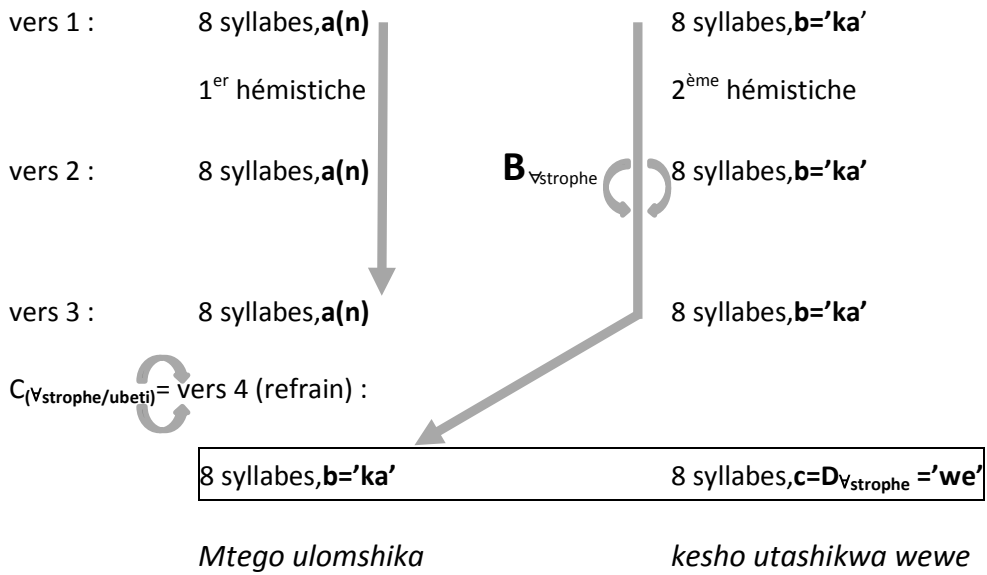 vers 1 : 8 syllabes,a(n) 8 syllabes,b=’ka’
1er hémistiche 2ème hémistiche
vers 2 : 8 syllabes,a(n) B∀strophe 8 syllabes,b=’ka’
vers 3 : 8 syllabes,a(n) 8 syllabes,b=’ka’
C(∀strophe/ubeti)= vers 4 (refrain) :
8 syllabes,b=’ka’ 8 syllabes,c=D∀strophe =’we’
Mtego ulomshika kesho utashikwa wewe